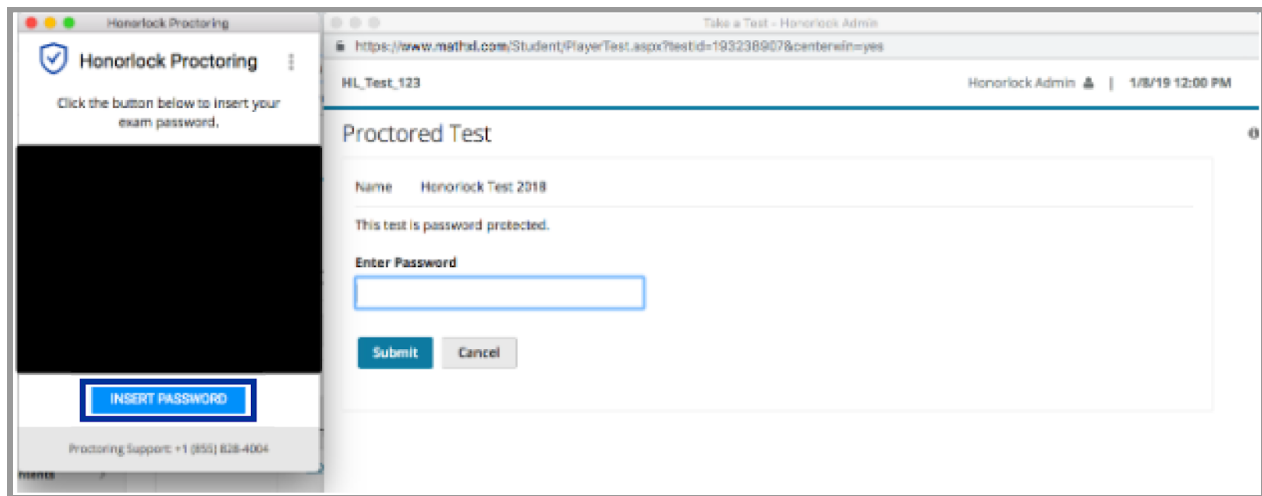 Honorlock Proctoring
Honorlock Proctoring
Click the button below to insert your
exam password.
INSERT PASSWORD
Proctoring Support: +1 (855) 828-4004
ments
Take a Test - Honorlock Admin
https://www.mathxl.com/Student/PlayerTest.aspx?testid=193238907&centerwin=yes
HL_Test_123 Honorlock Admin | 1/8/19 12:00 PM
Proctored Test
Name Honorlock Test 2018
This test is password protected.
Enter Password
Submit Cancel